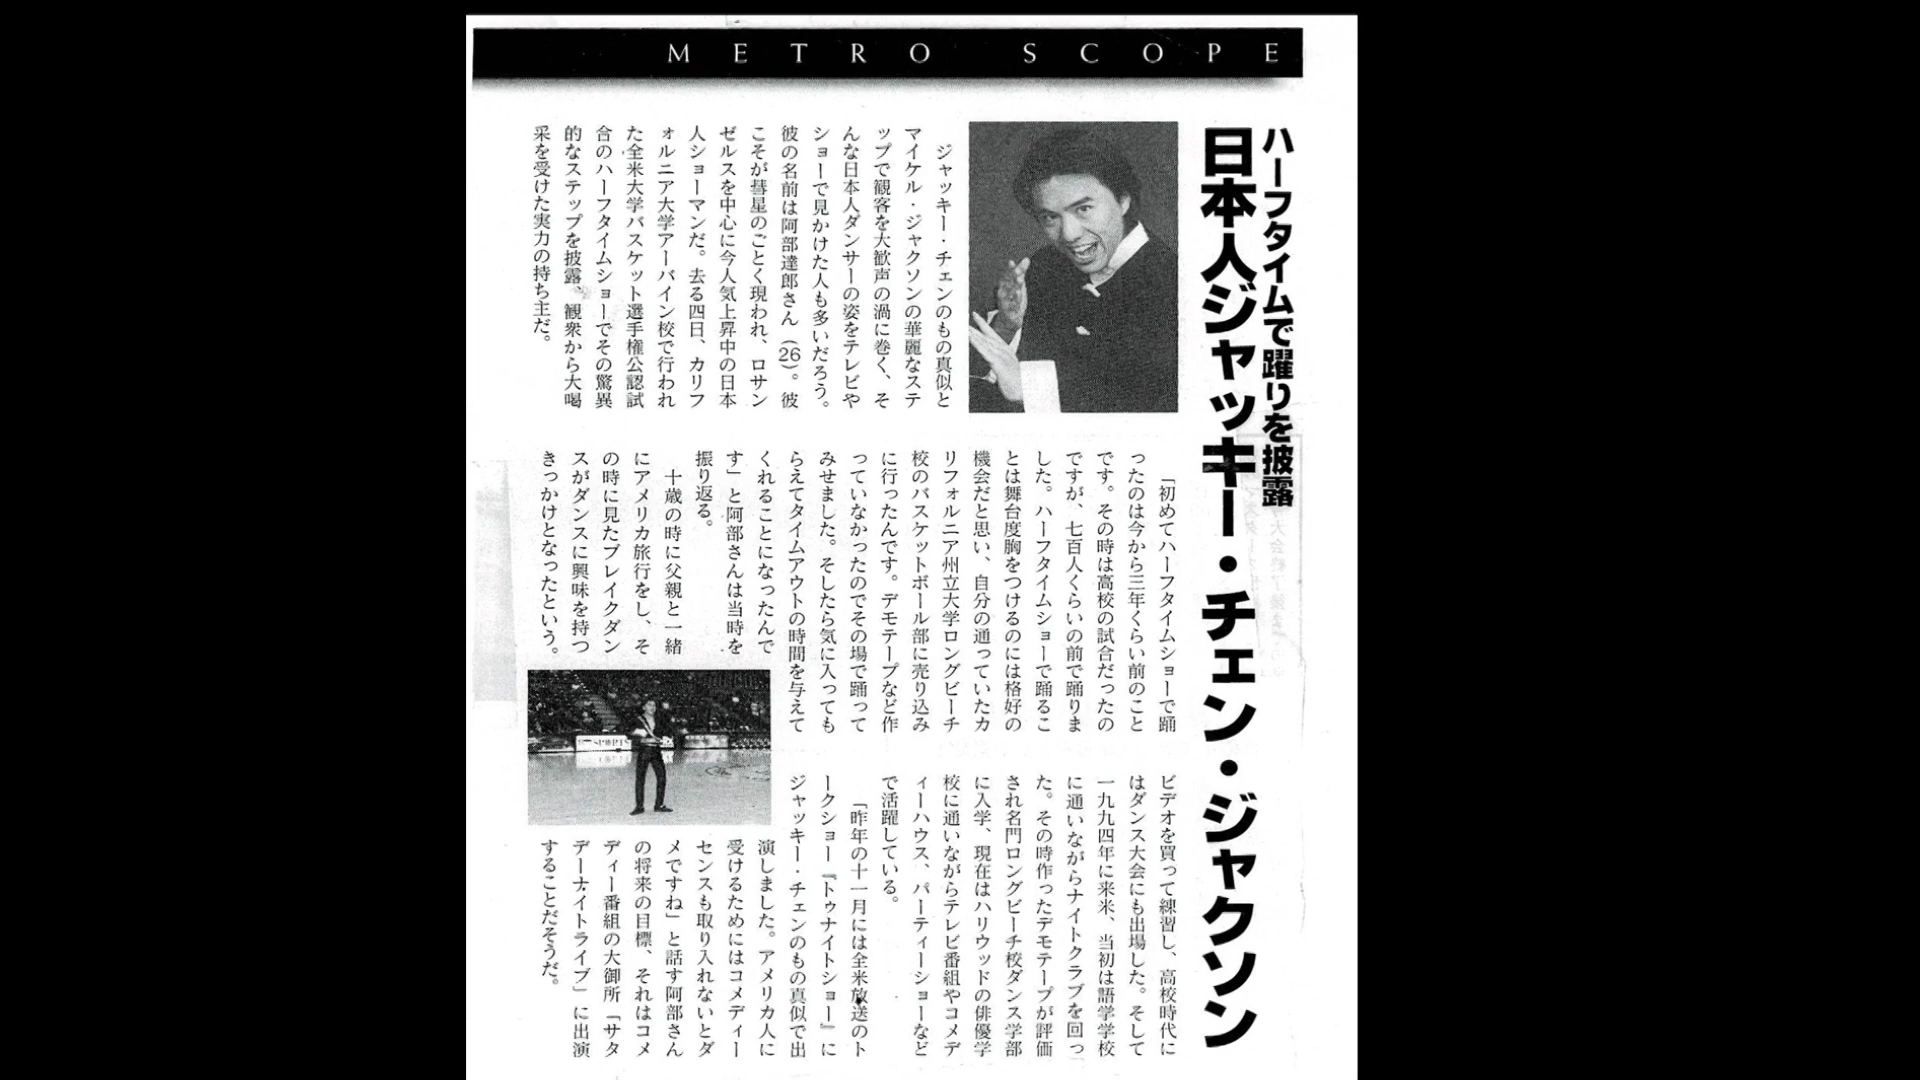 METRO SCOPE
ハーフタイムで躍りを披露
日本人ジャッキー・チェン・ジャクソン
ジャッキー・チェンのもの真似と
マイケル・ジャクソンの華麗なステ
ップで観客を大歓声の渦に巻く、そ
んな日本人ダンサーの姿をテレビや
ショーで見かけた人も多いだろう。
彼の名前は阿部達郎さん（26）。彼
こそが彗星のごとく現われ、ロサン
ゼルスを中心に今人気上昇中の日本
人ショーマンだ。去る四日、カリフ
ォルニア大学アーバイン校で行われ
た全米大学バスケット選手権公認試
合のハーフタイムショーでその驚異
的なステップを披露。観衆から大喝
采を受けた実力の持ち主だ。
「初めてハーフタイムショーで踊
ったのは今から三年くらい前のこと
です。その時は高校の試合だったの
ですが、七百人くらいの前で踊りま
した。ハーフタイムショーで踊るこ
とは舞台度胸をつけるのには格好の
機会だと思い、自分の通っていたカ
リフォルニア州立大学ロングビーチ
校のバスケットボール部に売り込み
に行ったんです。デモテープなど作
っていなかったのでその場で踊って
みせました。そしたら気に入っても
らえてタイムアウトの時間を与えて
くれることになったんで
す」と阿部さんは当時を
振り返る。
十歳の時に父親と一緒
にアメリカ旅行をし、そ
の時に見たブレイクダン
スがダンスに興味を持つ
きっかけとなったという。
SPORTS
ビデオを買って練習し、高校時代に
はダンス大会にも出場した。そして
一九九四年に来米、当初は語学学校
に通いながらナイトクラブを回っ
た。その時作ったデモテープが評価
され名門ロングビーチ校ダンス学部
に入学、現在はハリウッドの俳優学
校に通いながらテレビ番組やコメデ
ィーハウス、パーティーショーなど
で活躍している。
「昨年の十一月には全米放送のト
ークショー『トゥナイトショー』に
ジャッキー・チェンのもの真似で出
演しました。アメリカ人に
受けるためにはコメディー
センスも取り入れないとダ
メですね」と話す阿部さん
の将来の目標、それはコメ
ディー番組の大御所「サタ
デーナイトライブ」に出演
することだそうだ。